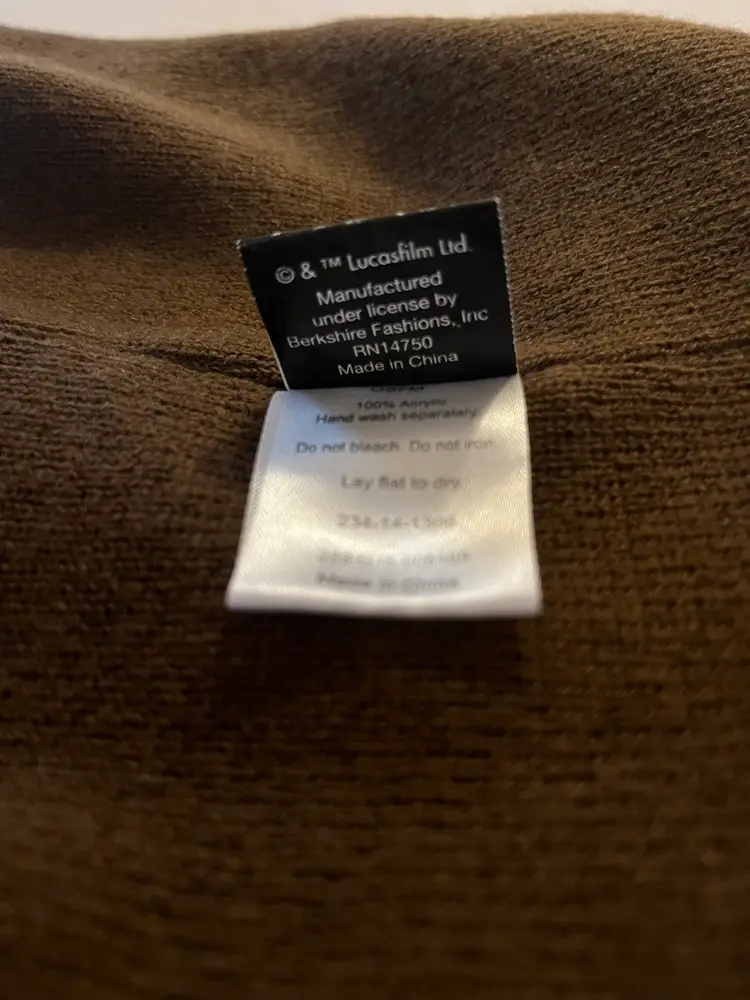 © & ™ Lucasfilm Ltd.
Manufactured
under license by
Berkshire Fashions, Inc
RN14750
Made in China
100% Acrylic
Hand wash separately.
Do not bleach. Do not iron.
Lay flat to dry.
Made in China